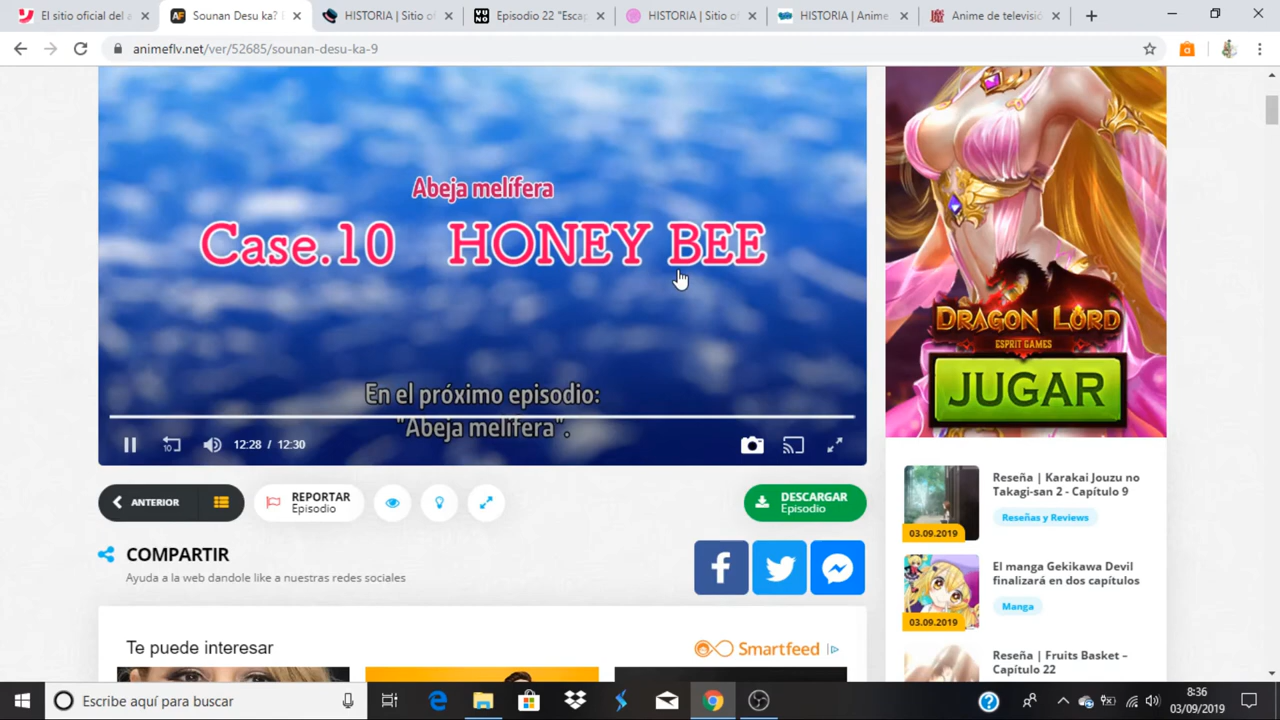 El sitio oficial del a
Sounan Desu ka? E
HISTORIA | Sitio of
Episodio 22 "Escap
HISTORIA | Sitio of
HISTORIA | Anime
Anime de televisió
animeflv.net/ver/52685/sounan-desu-ka-9
Abeja melífera
Case.10 HONEY BEE
En el próximo episodio:
"Abeja melífera".
10
12:28 / 12:30
DRAGON LORD
ESPRIT GAMES
JUGAR
ANTERIOR
REPORTAR
Episodio
DESCARGAR
Episodio
COMPARTIR
Ayuda a la web dandole like a nuestras redes sociales
Te puede interesar
Smartfeed
Reseña | Karakai Jouzu no
Takagi-san 2 - Capítulo 9
Reseñas y Reviews
03.09.2019
El manga Gekikawa Devil
finalizará en dos capítulos
Manga
03.09.2019
Reseña | Fruits Basket –
Capítulo 22
Escribe aquí para buscar
8:36
03/09/2019